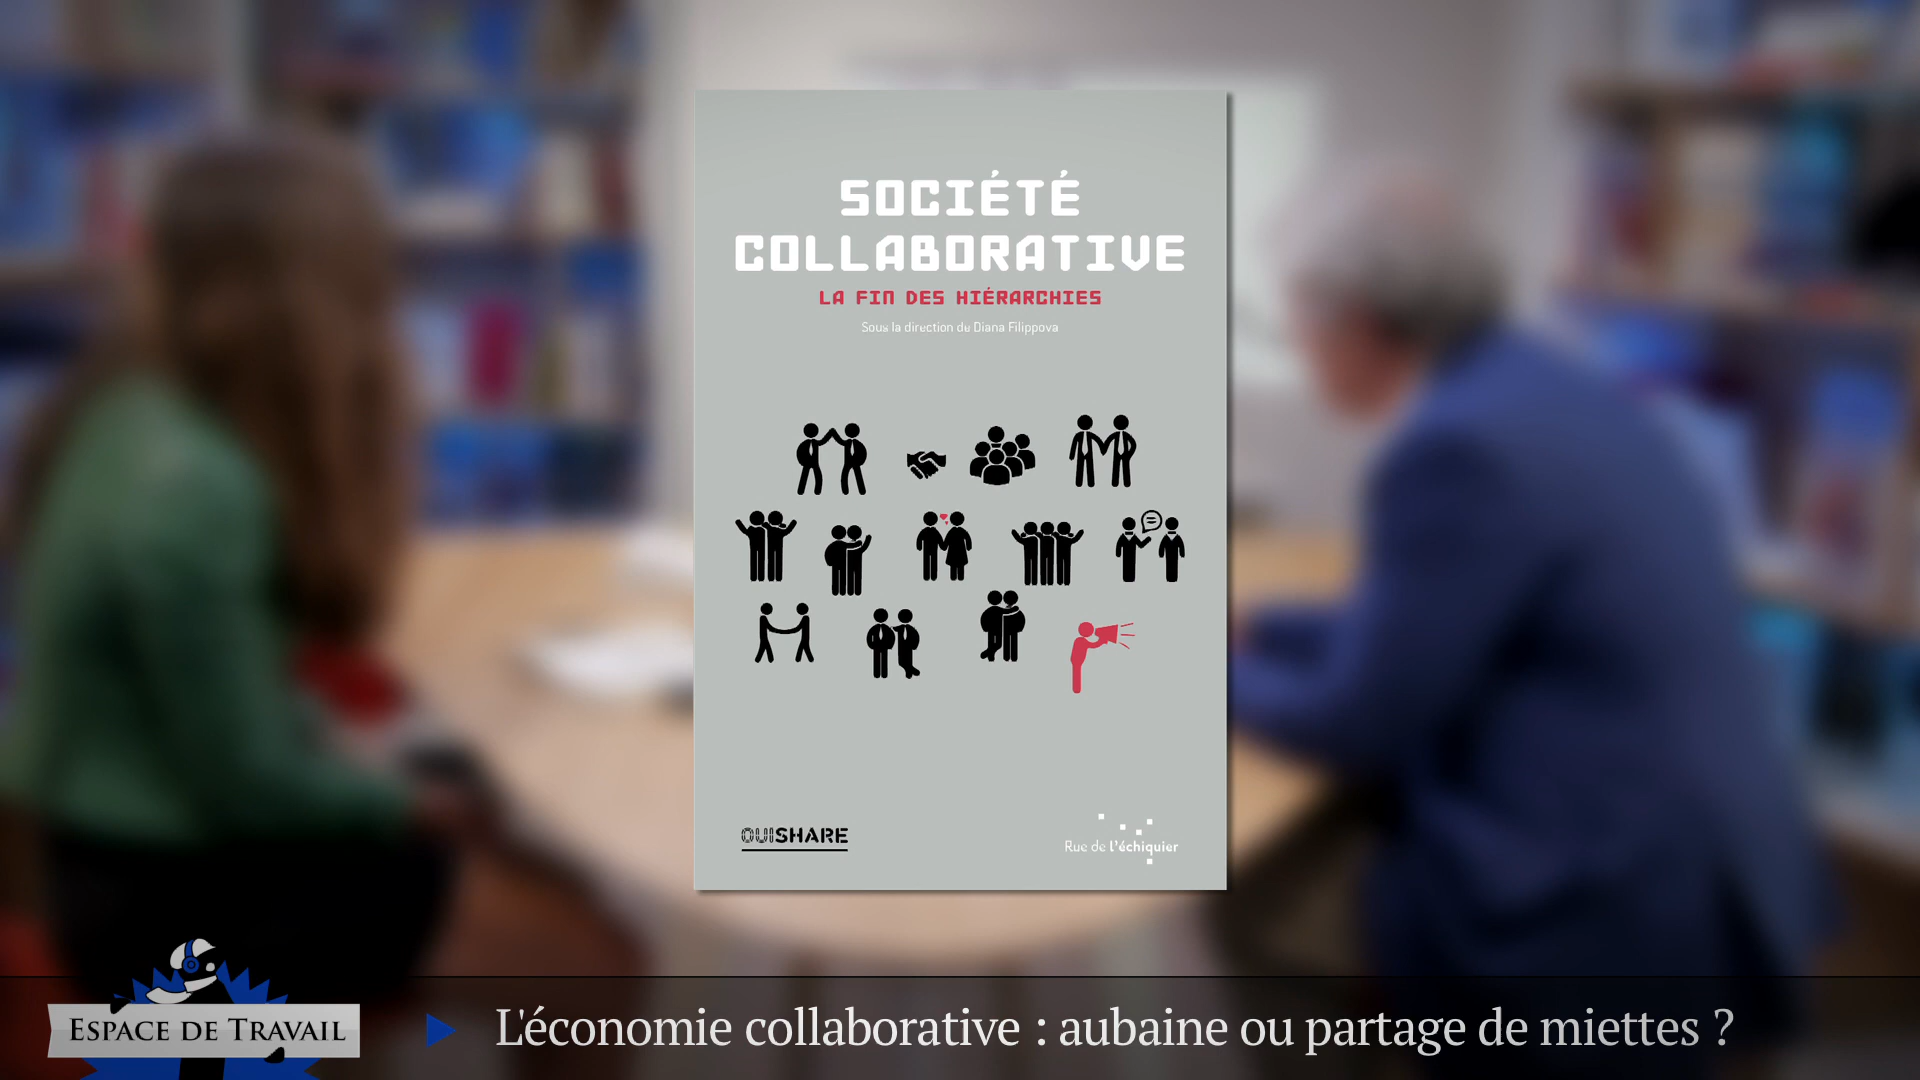 SOCIÉTÉ
COLLABORATIVE
LA FIN DES HIÉRARCHIES
Sous la direction de Diana Filippova
OUISHARE
Rue de l'échiquier
ESPACE DE TRAVAIL
L'économie collaborative : aubaine ou partage de miettes ?